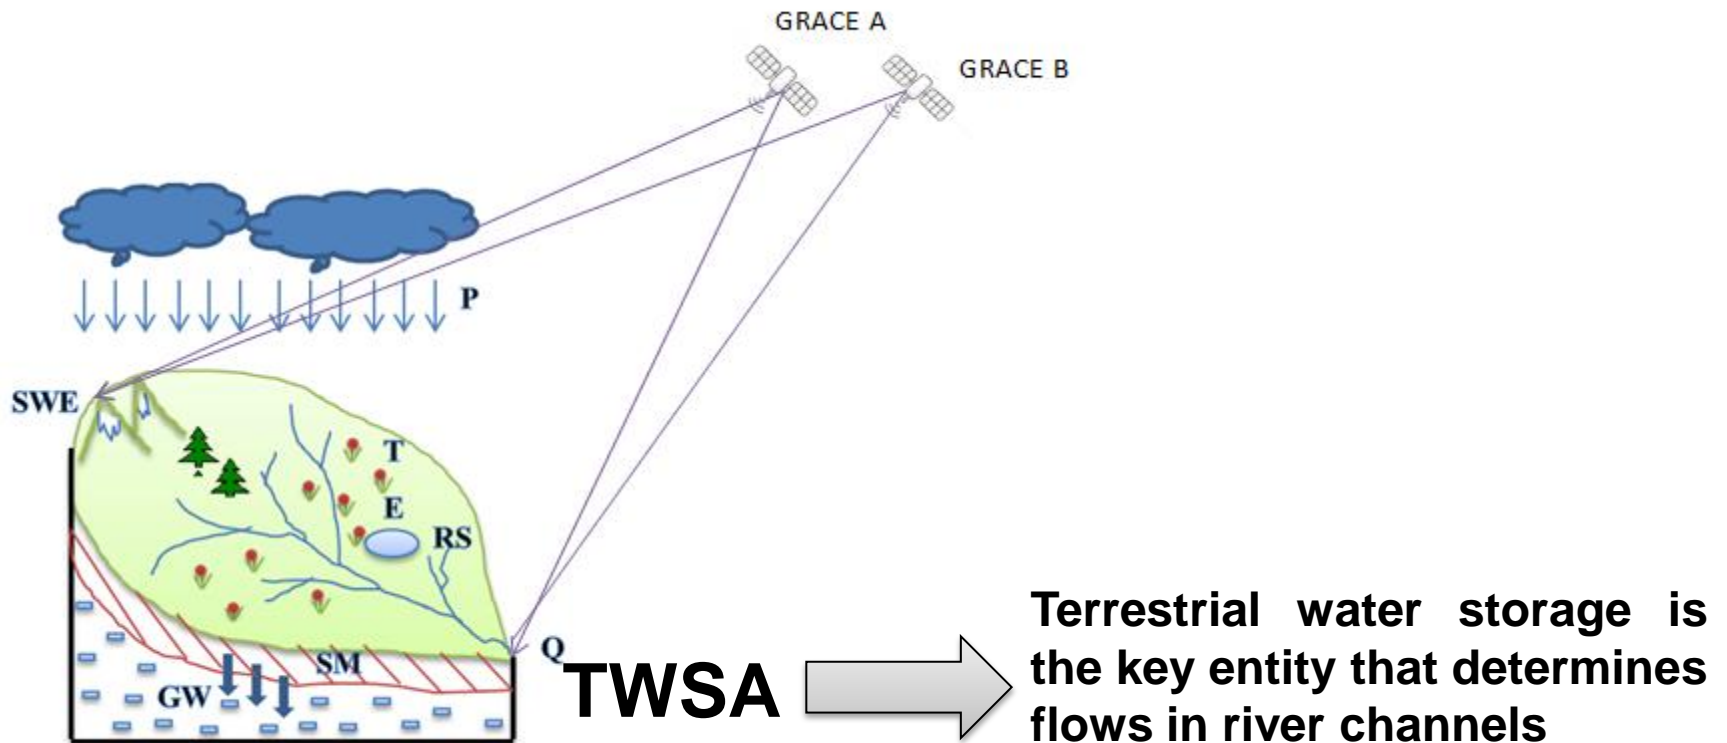 GRACE A
GRACE B
P
SWE
T
E
RS
Q
SM
GW
TWSA
Terrestrial water storage is
the key entity that determines
flows in river channels